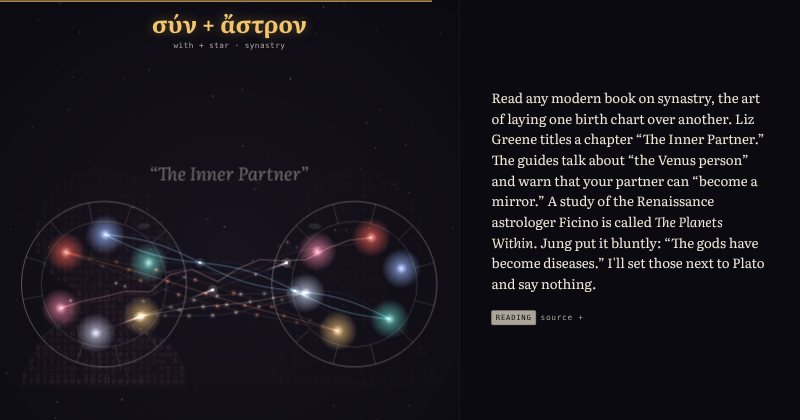 σύν + ἄστρον
with + star · synastry
“The Inner Partner”
Read any modern book on synastry, the art
of laying one birth chart over another. Liz
Greene titles a chapter “The Inner Partner.”
The guides talk about “the Venus person”
and warn that your partner can “become a
mirror.” A study of the Renaissance
astrologer Ficino is called The Planets
Within. Jung put it bluntly: “The gods have
become diseases.” I'll set those next to Plato
and say nothing.
READING source +